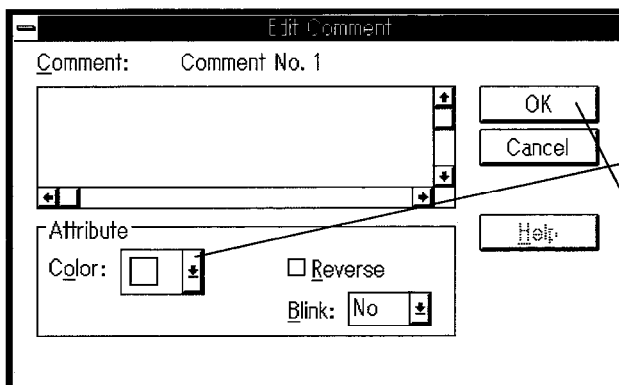 Edit Comment
Comment: Comment No. 1
OK
Cancel
Help
Attribute
Color:
Reverse
Blink: No